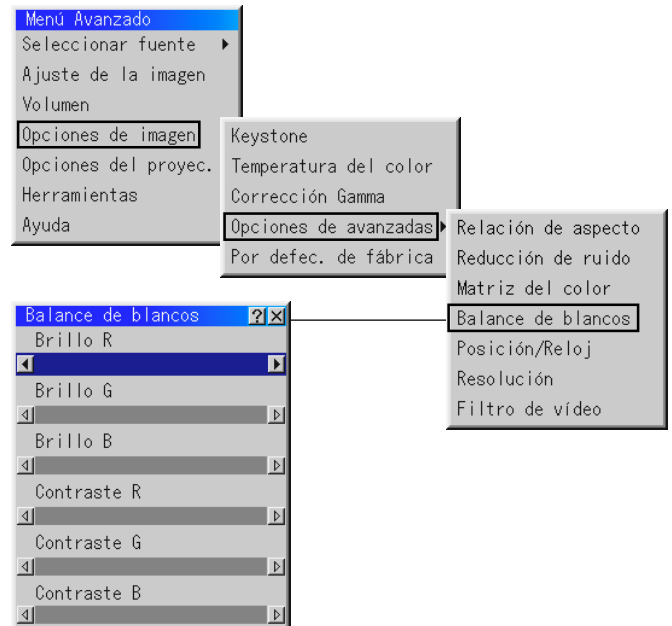 Menú Avanzado
Seleccionar fuente
Ajuste de la imagen
Volumen
Opciones de imagen
Opciones del proyec.
Herramientas
Ayuda
Keystone
Temperatura del color
Corrección Gamma
Opciones de avanzadas
Por defec. de fábrica
Relación de aspecto
Reducción de ruido
Matriz del color
Balance de blancos
Posición/Reloj
Resolución
Filtro de vídeo
Balance de blancos ?
Brillo R
Brillo G
Brillo B
Contraste R
Contraste G
Contraste B